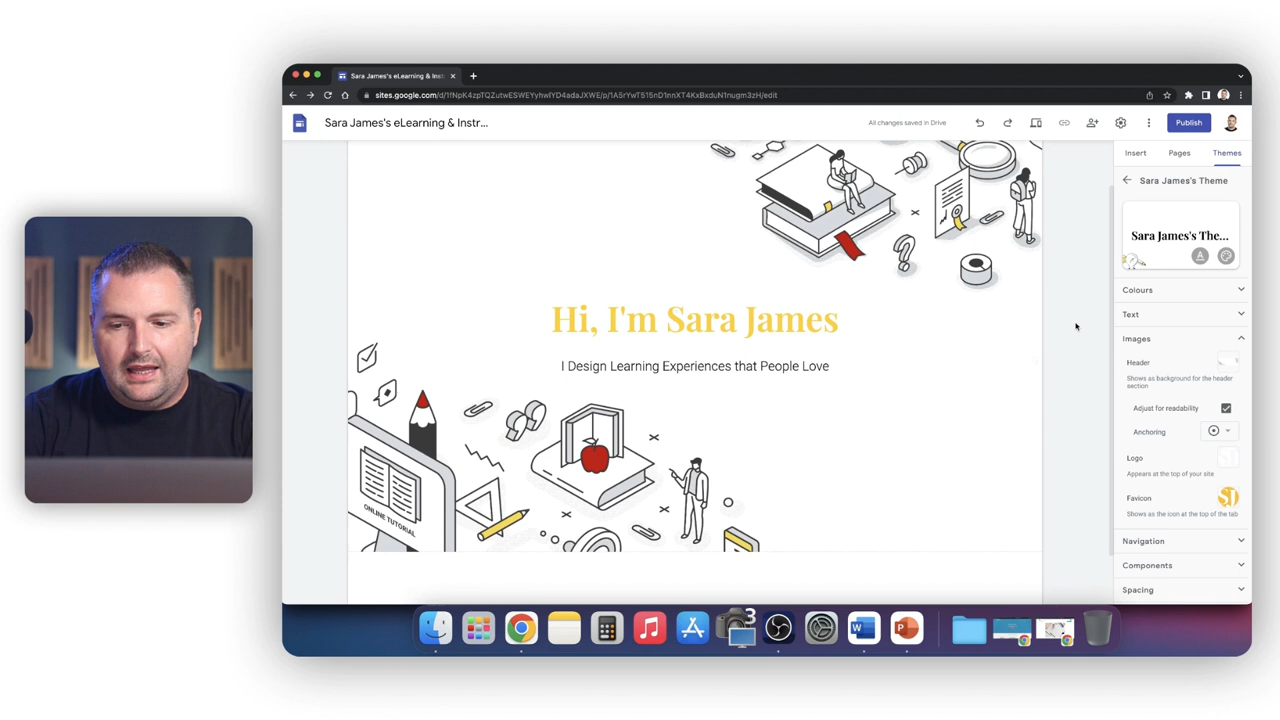 Sara James's eLearning & Inst
sites.google.com/d/1fNpK4zpTQZutwESWEYyhwIYD4adaJXWE/p/1A5rYwT515nD1nnXT4KxBxduN1nugm3zH/edit
Sara James's eLearning & Instr...
All changes saved in Drive
Publish
Insert
Pages
Themes
Sara James's Theme
Sara James's The...
A
Colours
Text
Images
Header
Shows as background for the header
section
Adjust for readability
Anchoring
Logo
Appears at the top of your site
Favicon
SJ
Shows as the icon at the top of the tab
Navigation
Components
Spacing
Hi, I'm Sara James
I Design Learning Experiences that People Love
ONLINE TUTORIAL
3